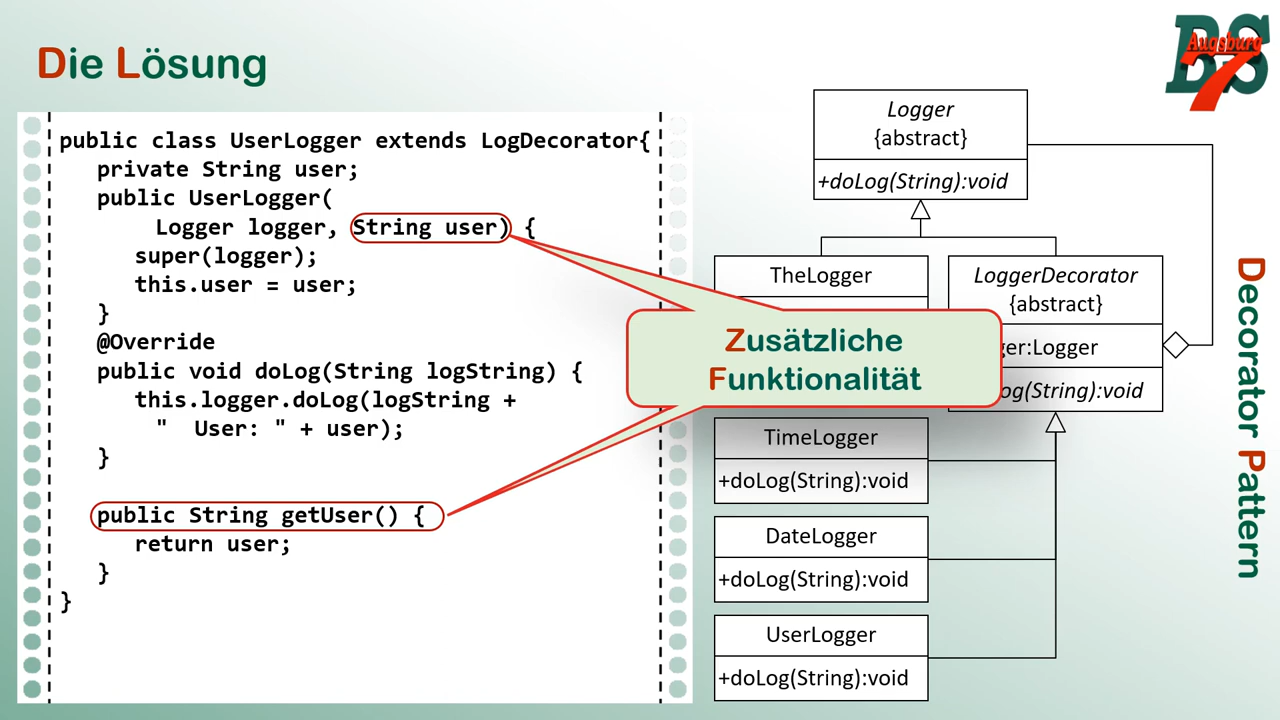 Die Lösung
public class UserLogger extends LogDecorator{
private String user;
public UserLogger(
Logger logger, String user) {
super(logger);
this.user = user;
}
@Override
public void doLog(String logString) {
this.logger.doLog(logString +
"  User: " + user);
}
public String getUser() {
return user;
}
}
Zusätzliche
Funktionalität
Logger
{abstract}
+doLog(String):void
TheLogger
LoggerDecorator
{abstract}
ger:Logger
og(String):void
TimeLogger
+doLog(String):void
DateLogger
+doLog(String):void
UserLogger
+doLog(String):void
Decorator Pattern
BS
Augsburg
7